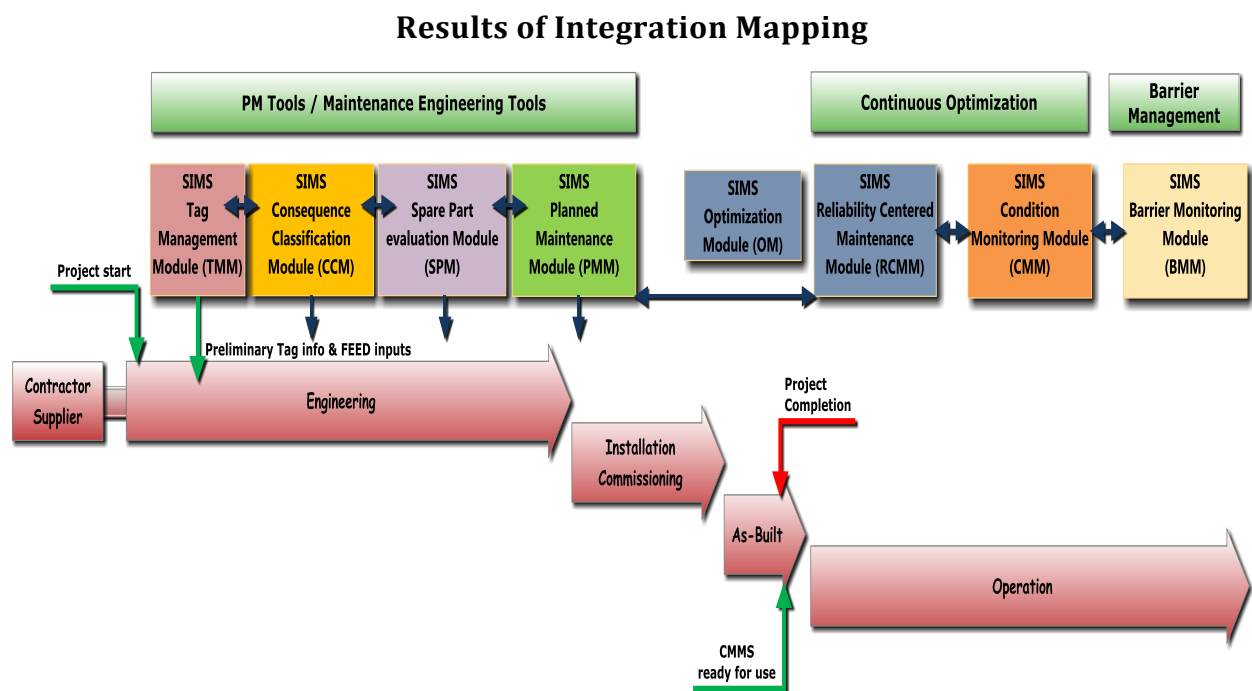 Results of Integration Mapping
PM Tools / Maintenance Engineering Tools
Continuous Optimization
Barrier
Management
SIMS
Tag
Management
Module (TMM)
SIMS
Consequence
Classification
Module (CCM)
SIMS
Spare Part
evaluation Module
(SPM)
SIMS
Planned
Maintenance
Module (PMM)
SIMS
Optimization
Module (OM)
SIMS
Reliability Centered
Maintenance
Module (RCMM)
SIMS
Condition
Monitoring Module
(CMM)
SIMS
Barrier Monitoring
Module
(BMM)
Project start
Preliminary Tag info & FEED inputs
Contractor
Supplier
Engineering
Project
Completion
Installation
Commissioning
As-Built
Operation
CMMS
ready for use